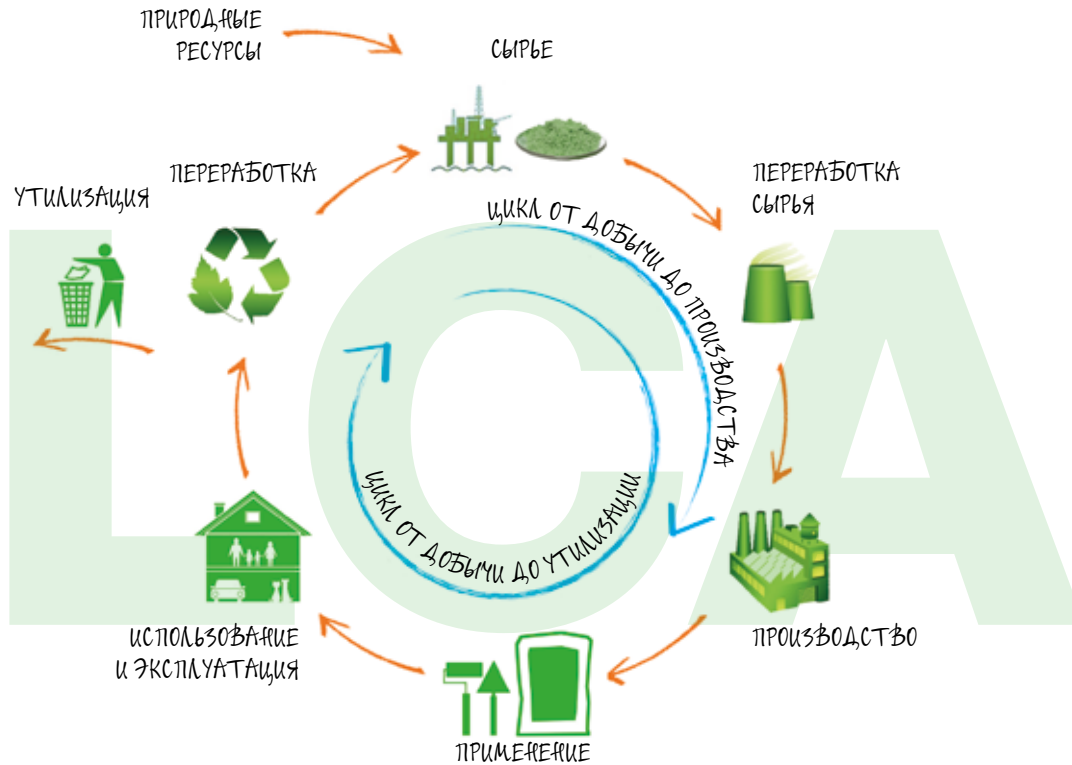 ПРИРОДНЫЕ
РЕСУРСЫ
СЫРЬЕ
ПЕРЕРАБОТКА
УТИЛИЗАЦИЯ
ПЕРЕРАБОТКА
СЫРЬЯ
ЦИКЛ ОТ ДОБЫЧИ ДО ПРОИЗВОДСТВА
LCA
ЦИКЛ ОТ ДОБЫЧИ ДО УТИЛИЗАЦИИ
ИСПОЛЬЗОВАНИЕ
И ЭКСПЛУАТАЦИЯ
ПРОИЗВОДСТВО
ПРИМЕНЕНИЕ